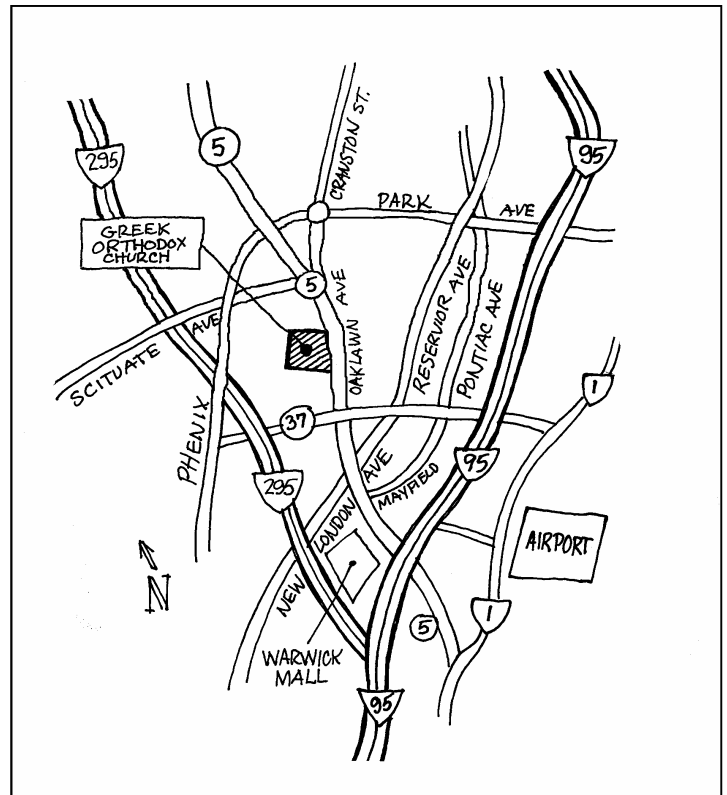 CRANSTON ST.
5
95
295
PARK AVE
GREEK
ORTHODOX
CHURCH
5
AVE
OAKLAWN
RESERVIOR AVE
PONTIAC AVE
SCITUATE AVE
1
PHENIX
37
95
295
AVE
MAYFIELD
NEW LONDON
AIRPORT
N
1
5
WARWICK
MALL
95